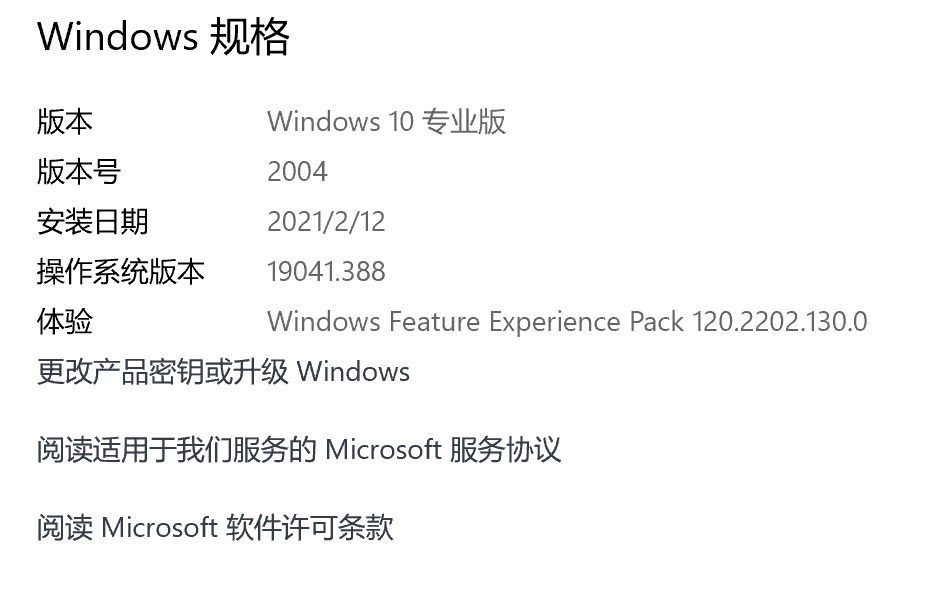 Windows 规格
版本 Windows 10 专业版
版本号 2004
安装日期 2021/2/12
操作系统版本 19041.388
体验 Windows Feature Experience Pack 120.2202.130.0
更改产品密钥或升级 Windows
阅读适用于我们服务的 Microsoft 服务协议
阅读 Microsoft 软件许可条款